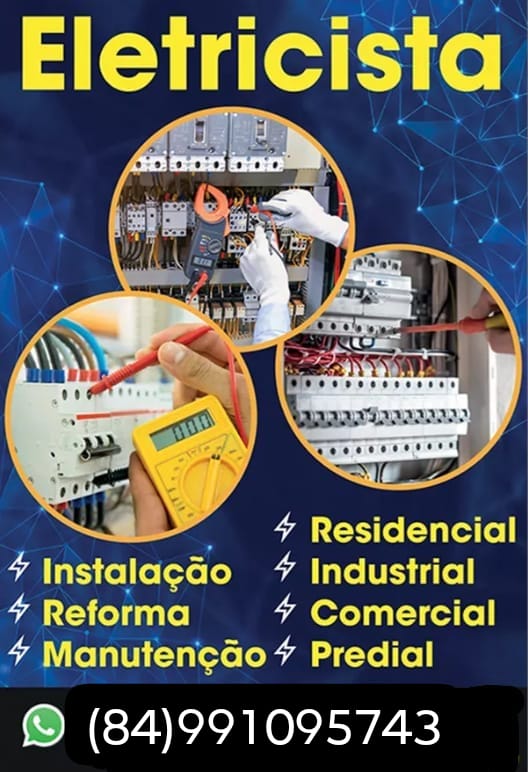 Eletricista
Instalação
Reforma
Manutenção
Residencial
Industrial
Comercial
Predial
(84)991095743